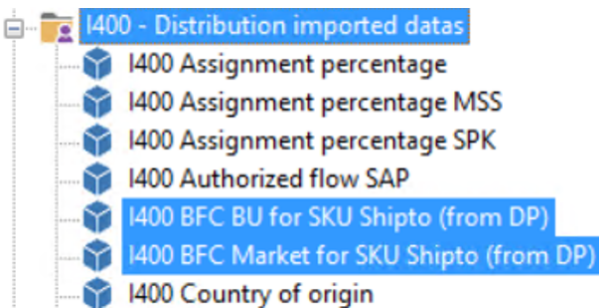 I400 - Distribution imported datas
I400 Assignment percentage
I400 Assignment percentage MSS
I400 Assignment percentage SPK
I400 Authorized flow SAP
I400 BFC BU for SKU Shipto (from DP)
I400 BFC Market for SKU Shipto (from DP)
I400 Country of origin